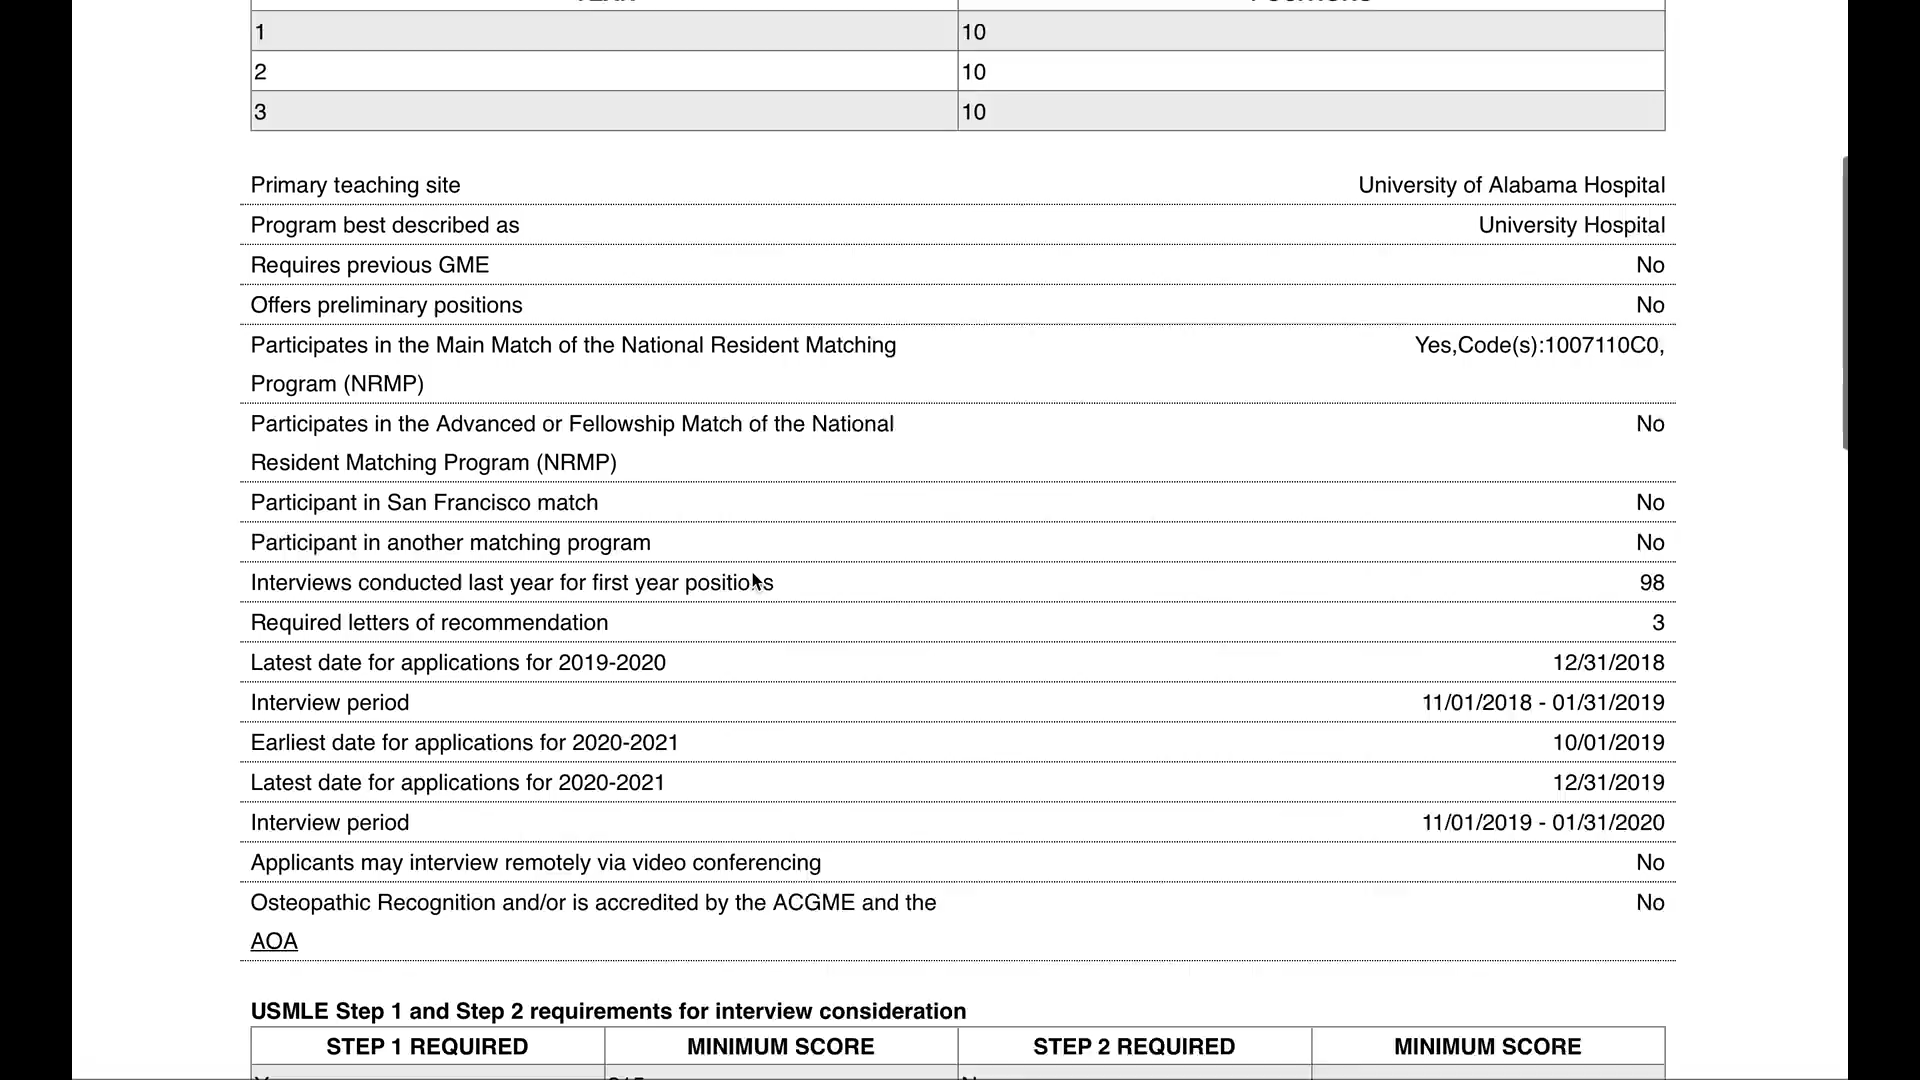 1 10
2 10
3 10
Primary teaching site University of Alabama Hospital
Program best described as University Hospital
Requires previous GME No
Offers preliminary positions No
Participates in the Main Match of the National Resident Matching Yes,Code(s):1007110C0,
Program (NRMP)
Participates in the Advanced or Fellowship Match of the National No
Resident Matching Program (NRMP)
Participant in San Francisco match No
Participant in another matching program No
Interviews conducted last year for first year positions 98
Required letters of recommendation 3
Latest date for applications for 2019-2020 12/31/2018
Interview period 11/01/2018 - 01/31/2019
Earliest date for applications for 2020-2021 10/01/2019
Latest date for applications for 2020-2021 12/31/2019
Interview period 11/01/2019 - 01/31/2020
Applicants may interview remotely via video conferencing No
Osteopathic Recognition and/or is accredited by the ACGME and the No
AOA
USMLE Step 1 and Step 2 requirements for interview consideration
STEP 1 REQUIRED MINIMUM SCORE STEP 2 REQUIRED MINIMUM SCORE